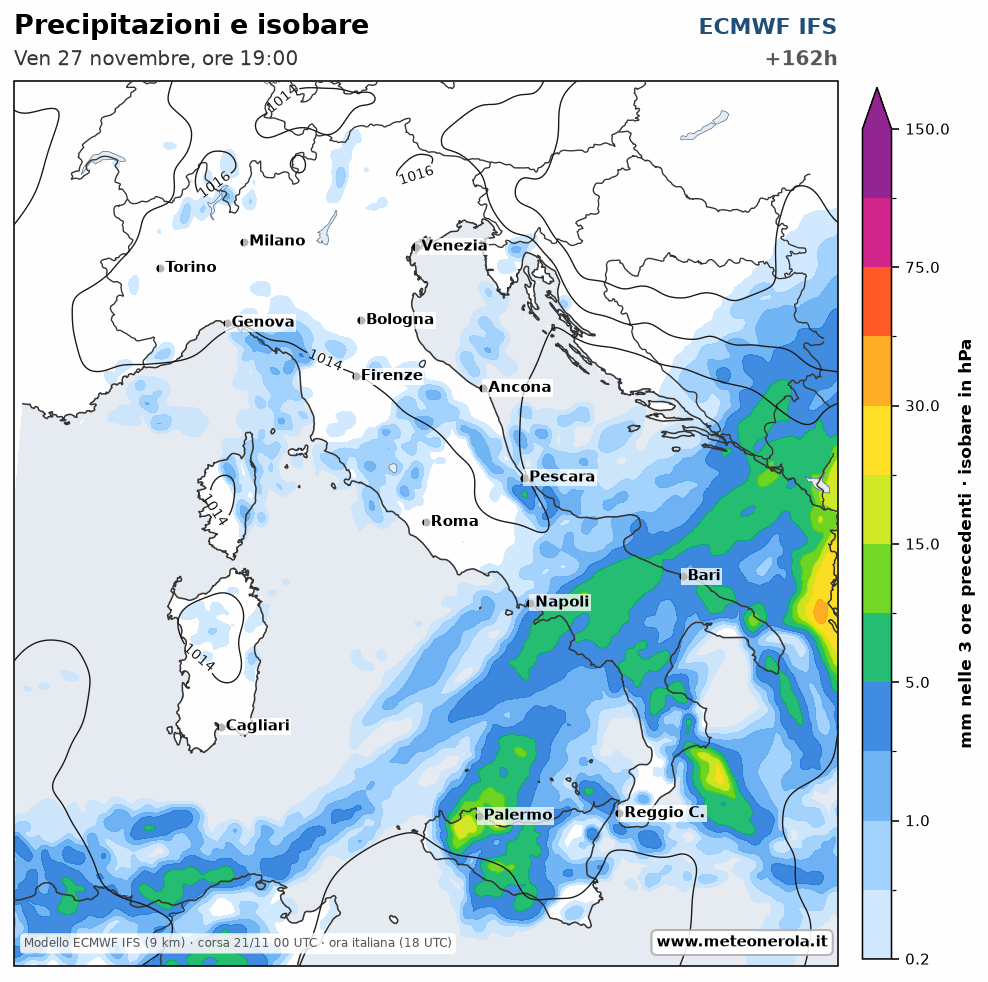 Precipitazioni e isobare
ECMWF IFS
Ven 27 novembre, ore 19:00
+162h
1014
150.0
1016
1016
Milano
Venezia
Torino
75.0
Genova
Bologna
1014
Firenze
Ancona
30.0
Pescara
1014
Roma
15.0
Bari
Napoli
1014
5.0
Cagliari
Palermo
Reggio C.
1.0
mm nelle 3 ore precedenti · isobare in hPa
Modello ECMWF IFS (9 km) · corsa 21/11 00 UTC · ora italiana (18 UTC)
www.meteonerola.it
0.2